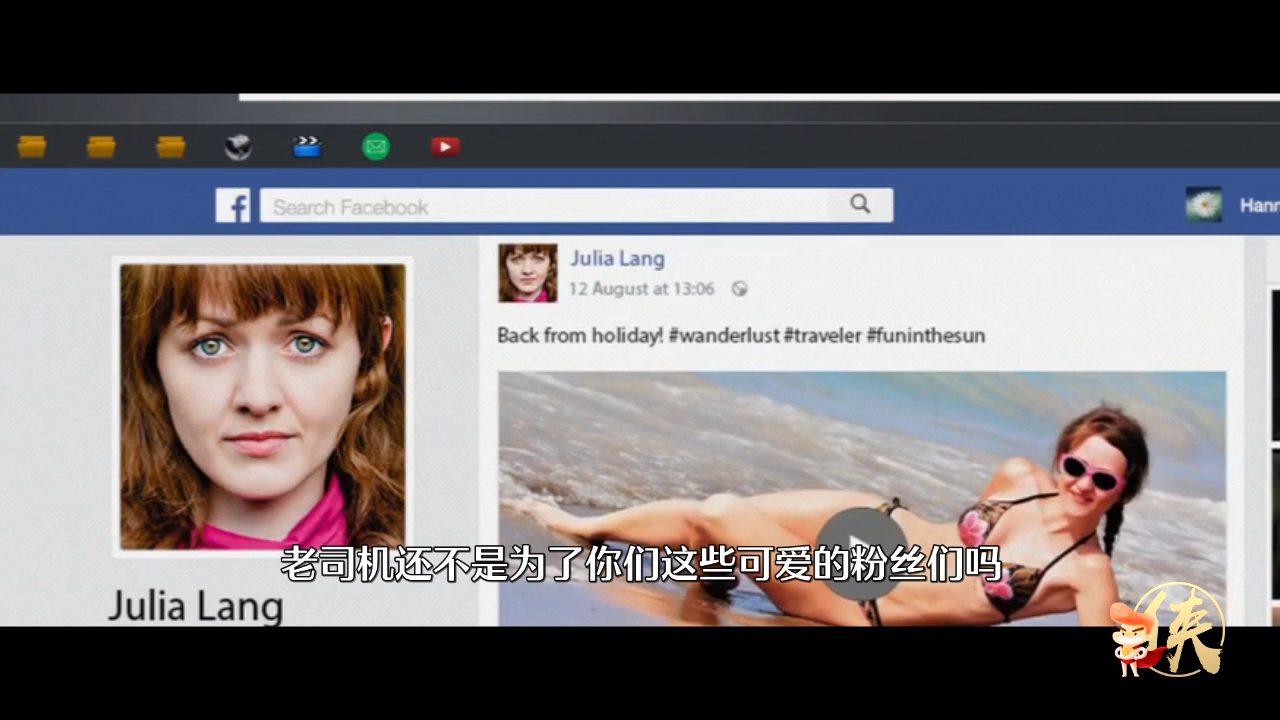 Search Facebook
Hann
Julia Lang
12 August at 13:06
Back from holiday! #wanderlust #traveler #funinthesun
老司机还不是为了你们这些可爱的粉丝们吗
Julia Lang
侠